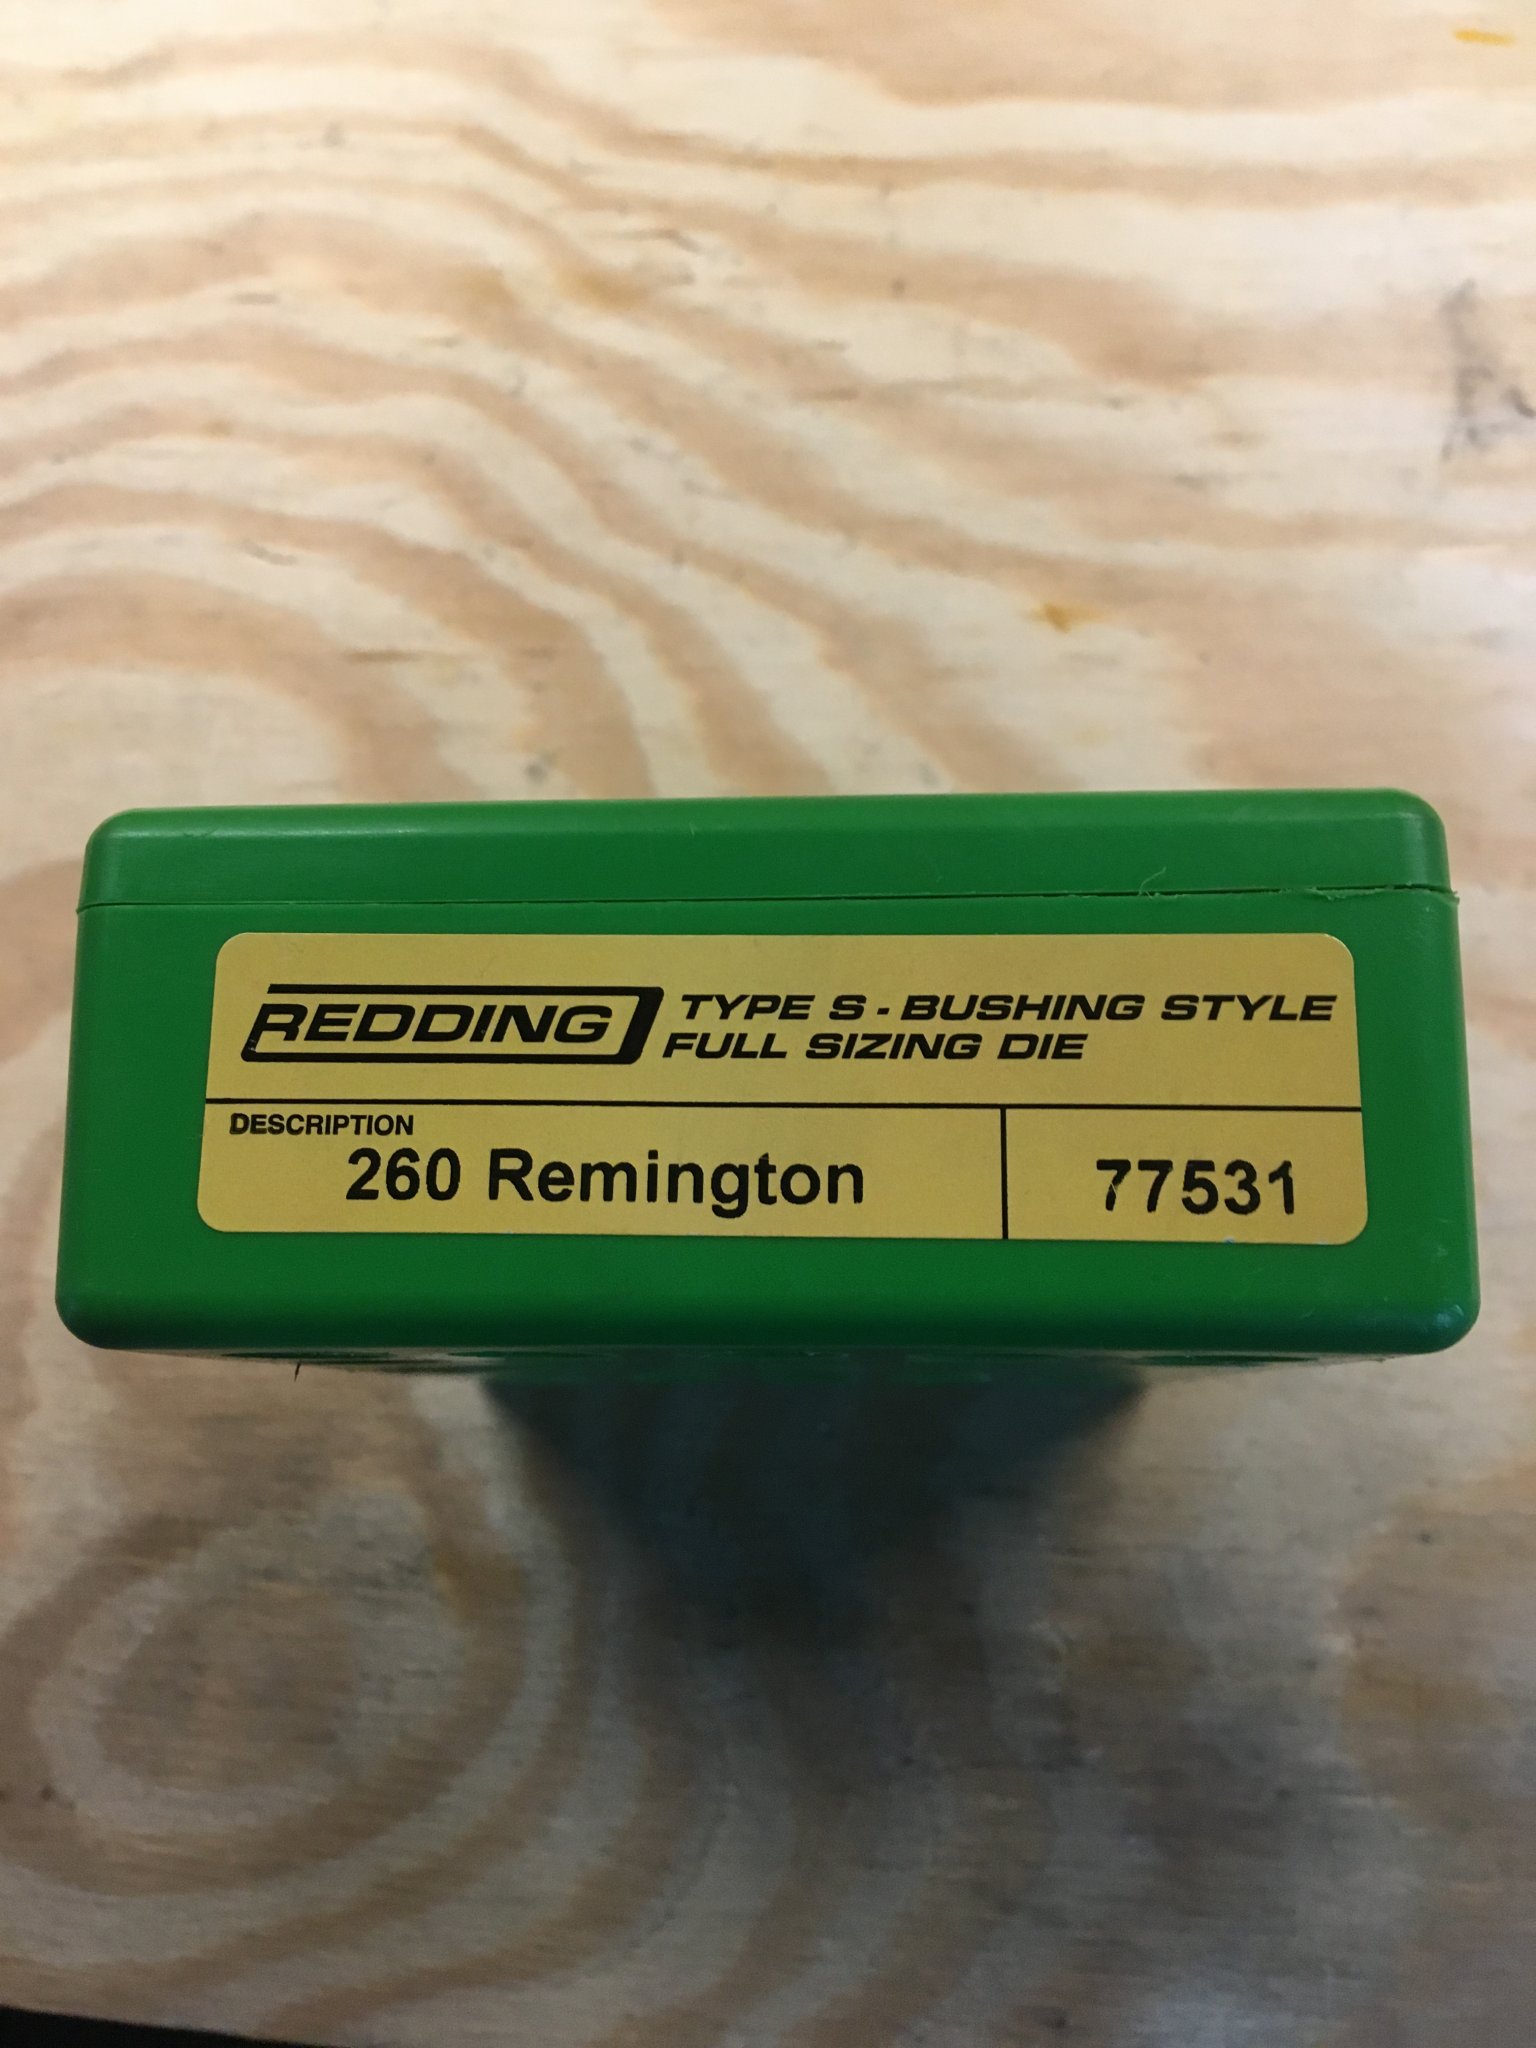 REDDING TYPE S - BUSHING STYLE
FULL SIZING DIE
DESCRIPTION
260 Remington 77531